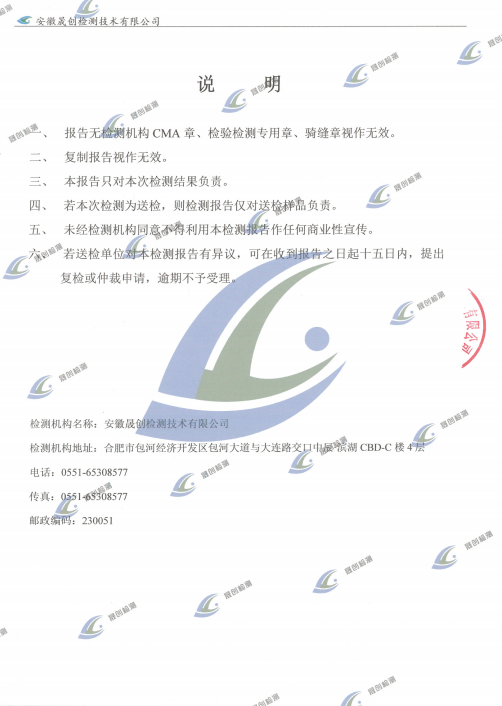 安徽晟创检测技术有限公司
说 明
一、 报告无检测机构 CMA 章、检验检测专用章、骑缝章视作无效。
二、 复制报告视作无效。
三、 本报告只对本次检测结果负责。
四、 若本次检测为送检，则检测报告仅对送检样品负责。
五、 未经检测机构同意不得利用本检测报告作任何商业性宣传。
六、 若送检单位对本检测报告有异议，可在收到报告之日起十五日内，提出
复检或仲裁申请，逾期不予受理。
有限公司
检测机构名称：安徽晟创检测技术有限公司
检测机构地址：合肥市包河经济开发区包河大道与大连路交口中辰·滨湖 CBD-C 楼 4 层
电话：0551-65308577
传真：0551-65308577
邮政编码：230051
晟创检测